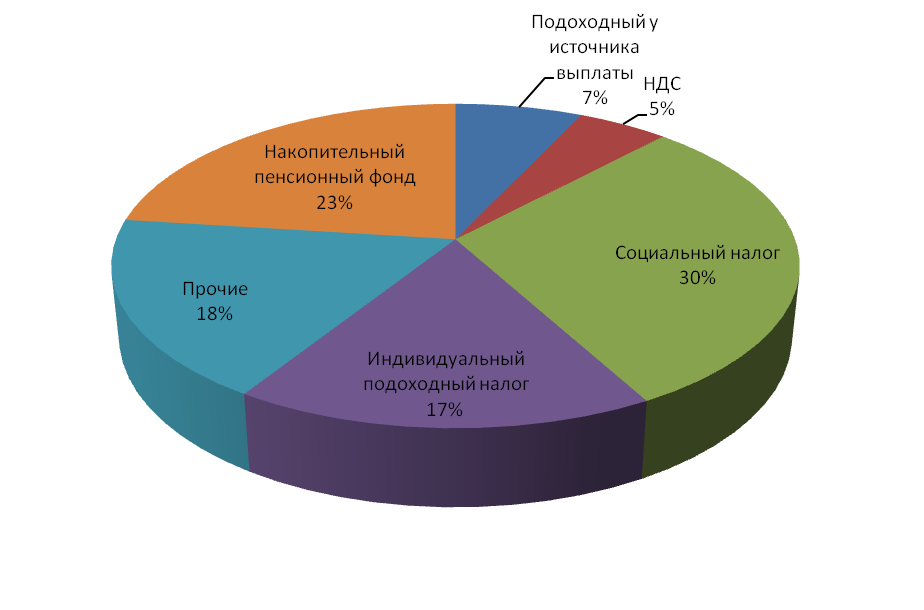 Подоходный у
источника
выплаты
7%
НДС
5%
Социальный налог
30%
Индивидуальный
подоходный налог
17%
Прочие
18%
Накопительный
пенсионный фонд
23%